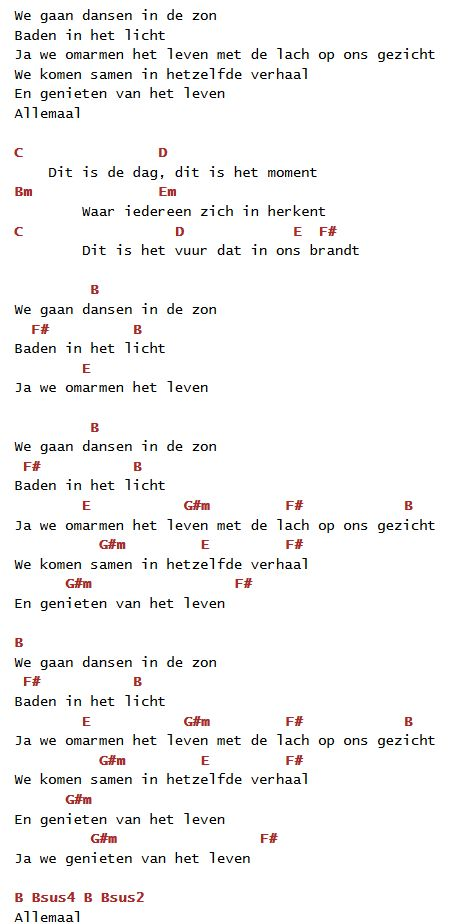 We gaan dansen in de zon
Baden in het licht
Ja we omarmen het leven met de lach op ons gezicht
We komen samen in hetzelfde verhaal
En genieten van het leven
Allemaal

C                D
    Dit is de dag, dit is het moment
Bm               Em
        Waar iedereen zich in herkent
C                  D             E  F#
        Dit is het vuur dat in ons brandt

         B
We gaan dansen in de zon
  F#          B
Baden in het licht
        E
Ja we omarmen het leven

         B
We gaan dansen in de zon
 F#           B
Baden in het licht
        E           G#m         F#            B
Ja we omarmen het leven met de lach op ons gezicht
          G#m         E         F#
We komen samen in hetzelfde verhaal
      G#m                 F#
En genieten van het leven

B
We gaan dansen in de zon
 F#           B
Baden in het licht
        E           G#m         F#            B
Ja we omarmen het leven met de lach op ons gezicht
          G#m         E         F#
We komen samen in hetzelfde verhaal
      G#m
En genieten van het leven
         G#m                 F#
Ja we genieten van het leven

B Bsus4 B Bsus2
Allemaal